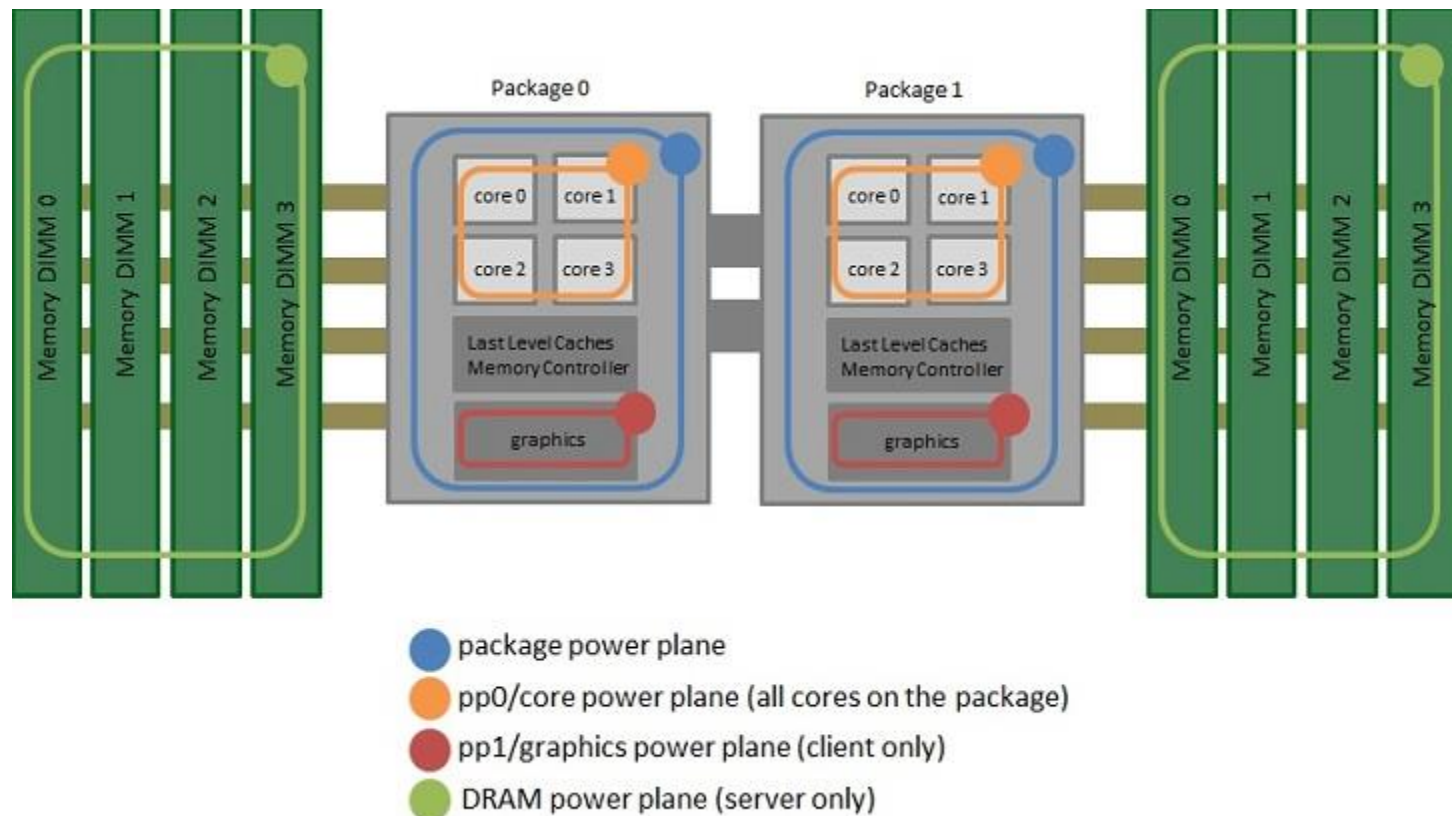 Package 0
Package 1
Memory DIMM 0
Memory DIMM 1
Memory DIMM 2
Memory DIMM 3
core 0
core 1
core 2
core 3
Last Level Caches
Memory Controller
graphics
core 0
core 1
core 2
core 3
Last Level Caches
Memory Controller
graphics
Memory DIMM 0
Memory DIMM 1
Memory DIMM 2
Memory DIMM 3
package power plane
pp0/core power plane (all cores on the package)
pp1/graphics power plane (client only)
DRAM power plane (server only)